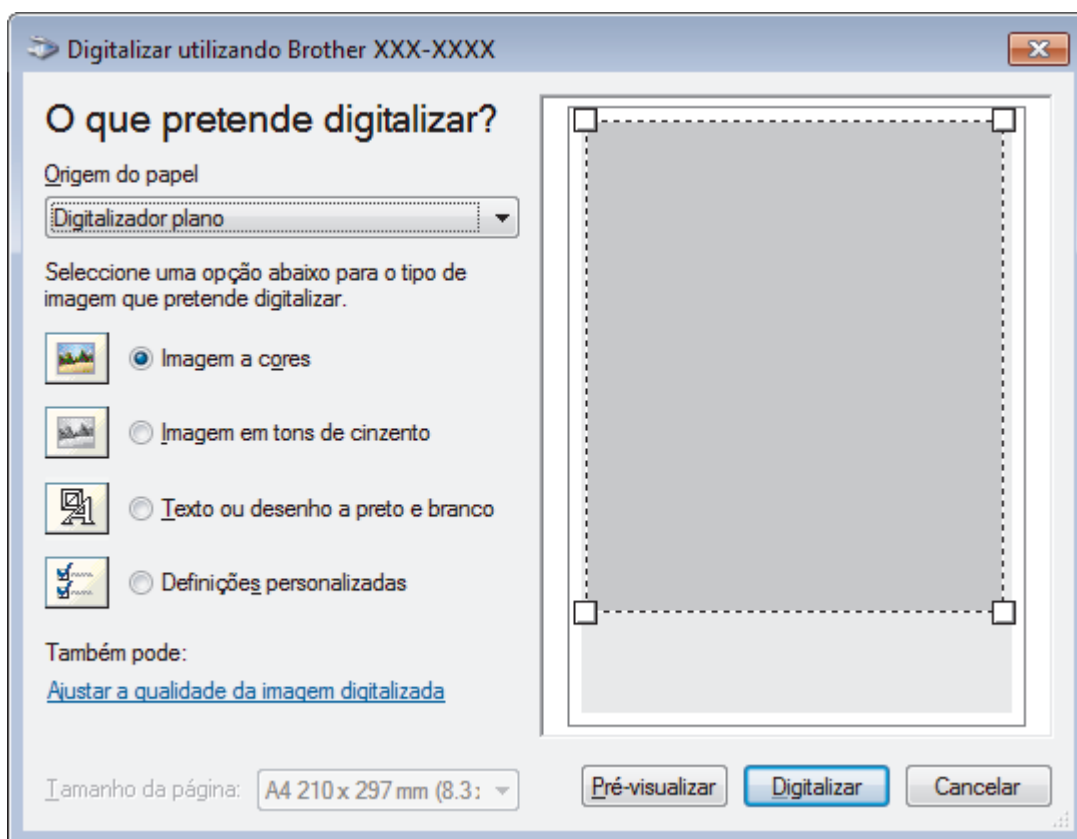 Digitalizar utilizando Brother XXX-XXXX
O que pretende digitalizar?
Origem do papel
Digitalizador plano
Seleccione uma opção abaixo para o tipo de
imagem que pretende digitalizar.
Imagem a cores
Imagem em tons de cinzento
Texto ou desenho a preto e branco
Definições personalizadas
Também pode:
Ajustar a qualidade da imagem digitalizada
Tamanho da página: A4 210 x 297 mm (8.3 :
Pré-visualizar Digitalizar Cancelar